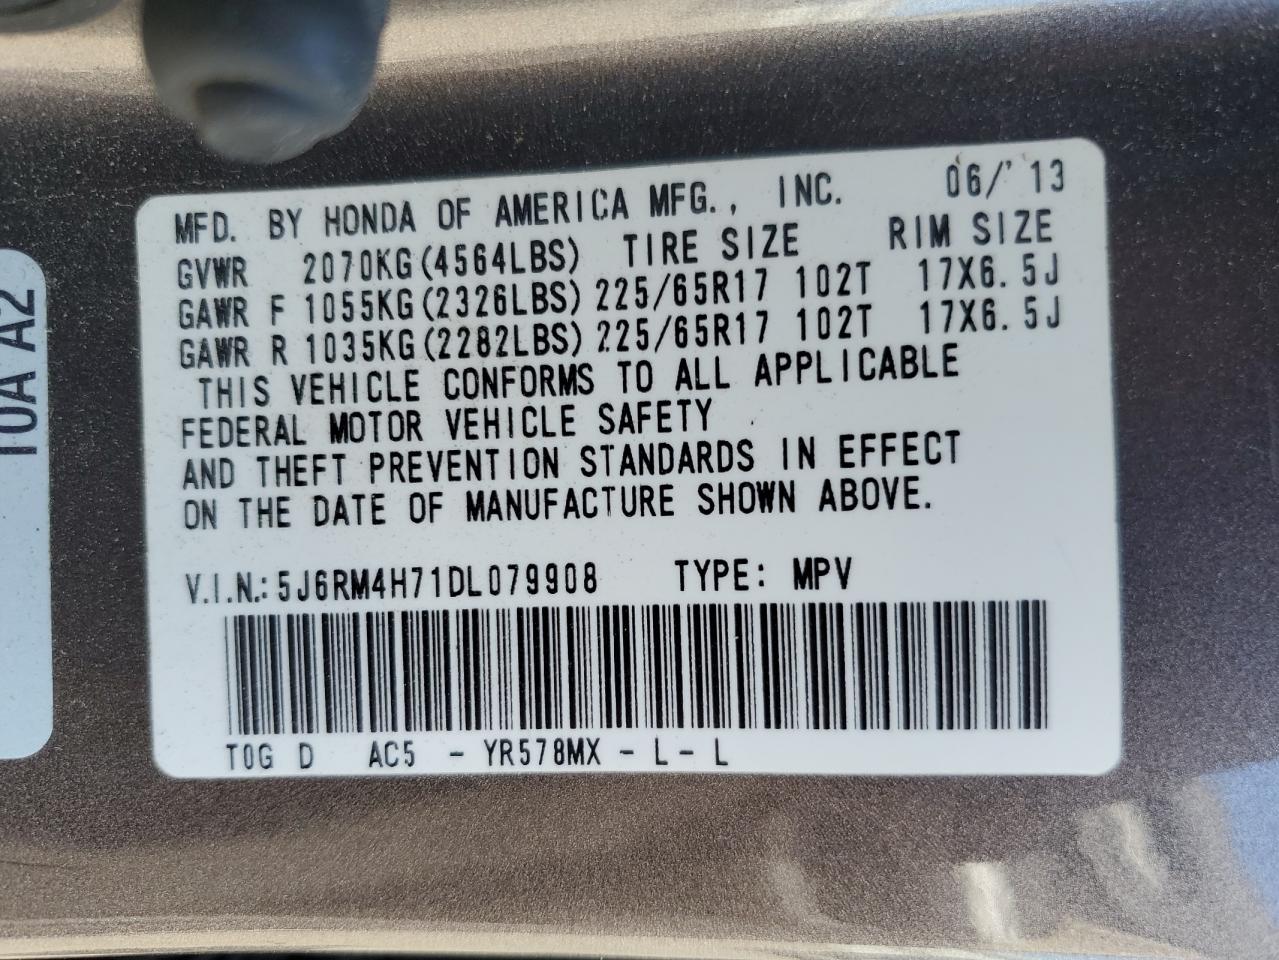 MFD. BY HONDA OF AMERICA MFG., INC. 06/'13
GVWR 2070KG(4564LBS) TIRE SIZE RIM SIZE
GAWR F 1055KG(2326LBS) 225/65R17 102T 17X6.5J
GAWR R 1035KG(2282LBS) 225/65R17 102T 17X6.5J
THIS VEHICLE CONFORMS TO ALL APPLICABLE
FEDERAL MOTOR VEHICLE SAFETY
AND THEFT PREVENTION STANDARDS IN EFFECT
ON THE DATE OF MANUFACTURE SHOWN ABOVE.
V.I.N.: 5J6RM4H71DL079908 TYPE: MPV
T0G D AC5 - YR578MX - L - L
T0A A2